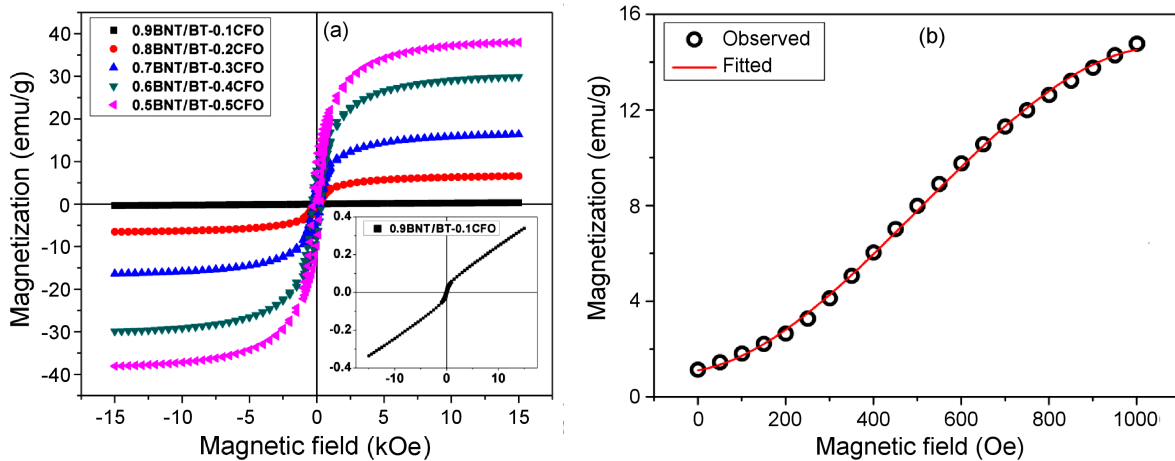 (a)
0.9BNT/BT-0.1CFO
0.8BNT/BT-0.2CFO
0.7BNT/BT-0.3CFO
0.6BNT/BT-0.4CFO
0.5BNT/BT-0.5CFO
Magnetization (emu/g)
40
30
20
10
0
-10
-20
-30
-40
0.9BNT/BT-0.1CFO
0.4
0.2
0.0
-0.2
-0.4
-10 0 10
-15 -10 -5 0 5 10 15
Magnetic field (kOe)
(b)
Observed
Fitted
Magnetization (emu/g)
16
12
8
4
0
0 200 400 600 800 1000
Magnetic field (Oe)